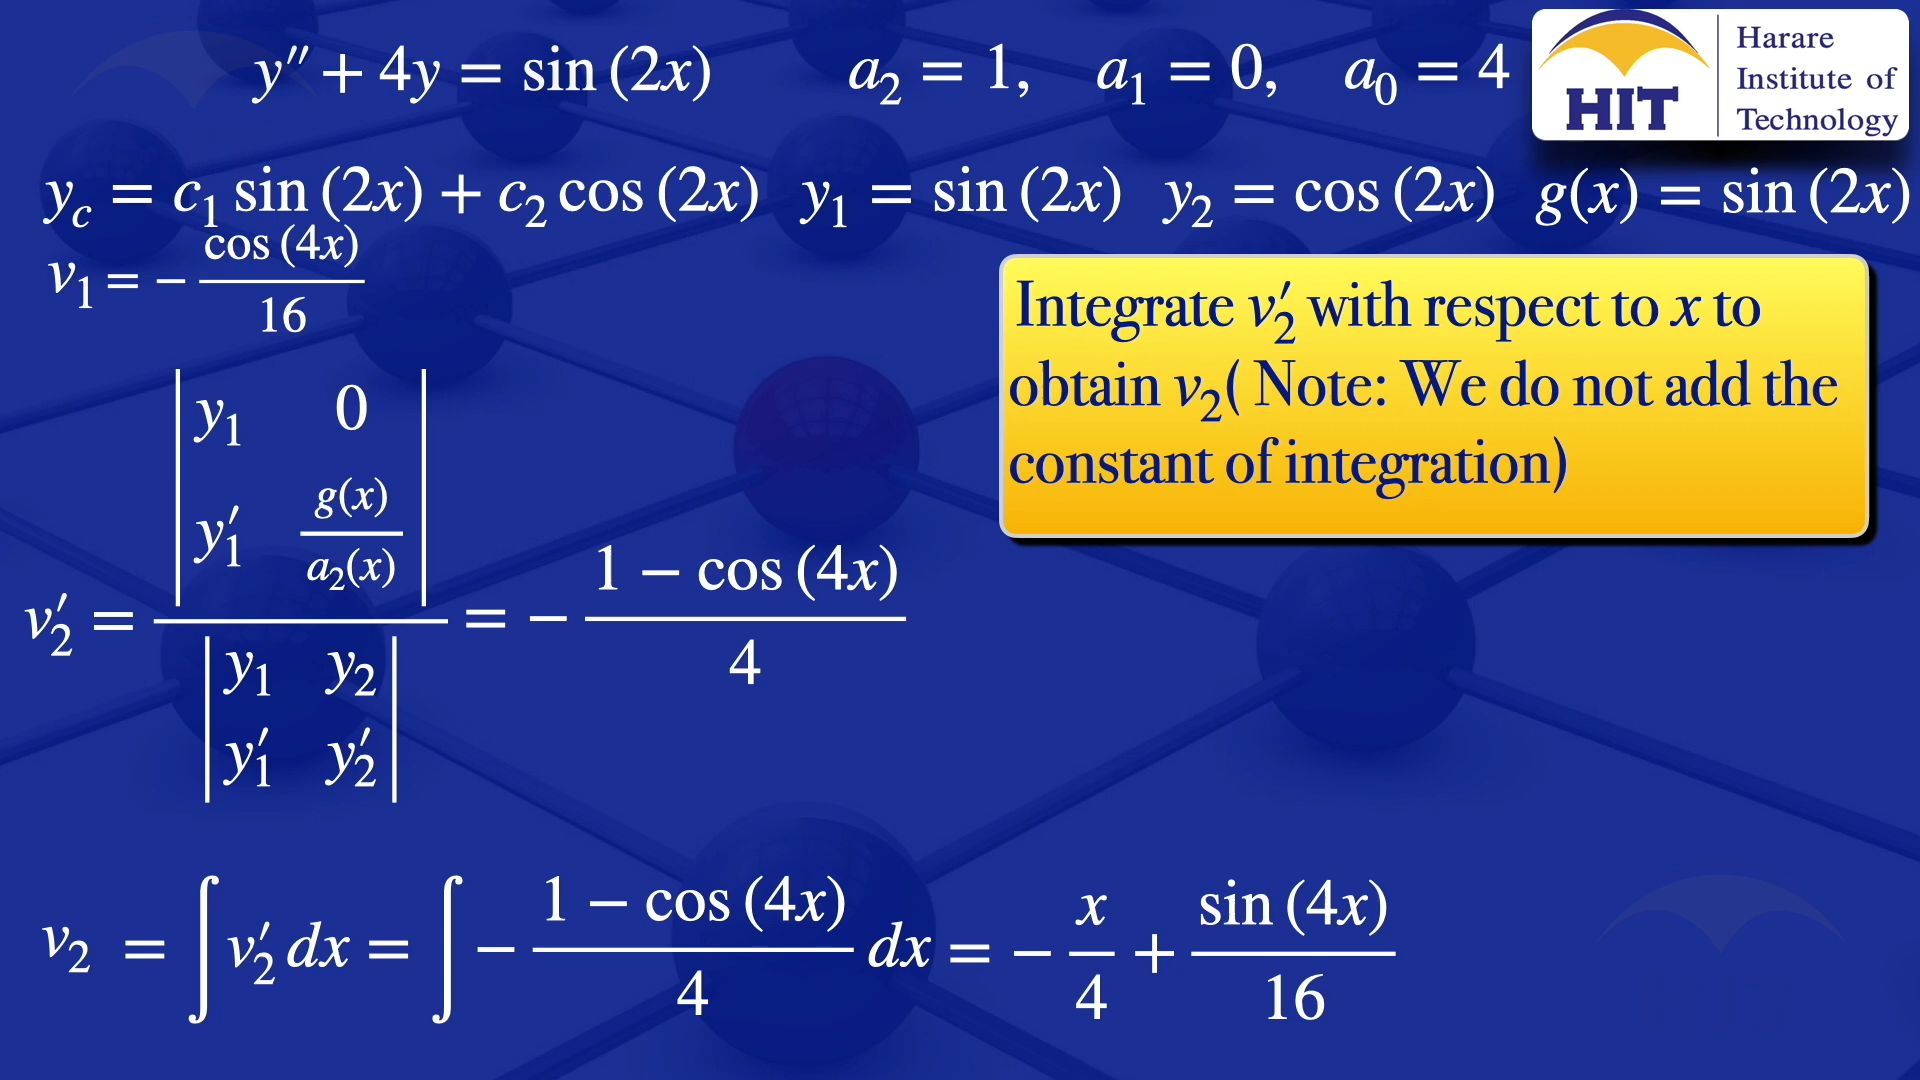 y″ + 4y = sin (2x)    a₂ = 1,    a₁ = 0,    a₀ = 4
HIT
Harare
Institute of
Technology
y_c = c₁ sin (2x) + c₂ cos (2x)  y₁ = sin (2x)  y₂ = cos (2x)  g(x) = sin (2x)
v₁ = − cos (4x) / 16
Integrate v₂′ with respect to x to
obtain v₂( Note: We do not add the
constant of integration)
v₂′ = | y₁  0 ; y₁′  g(x)/a₂(x) | / | y₁  y₂ ; y₁′  y₂′ | = − (1 − cos (4x)) / 4
v₂ = ∫ v₂′ dx = ∫ − (1 − cos (4x)) / 4 dx = − x/4 + sin (4x) / 16